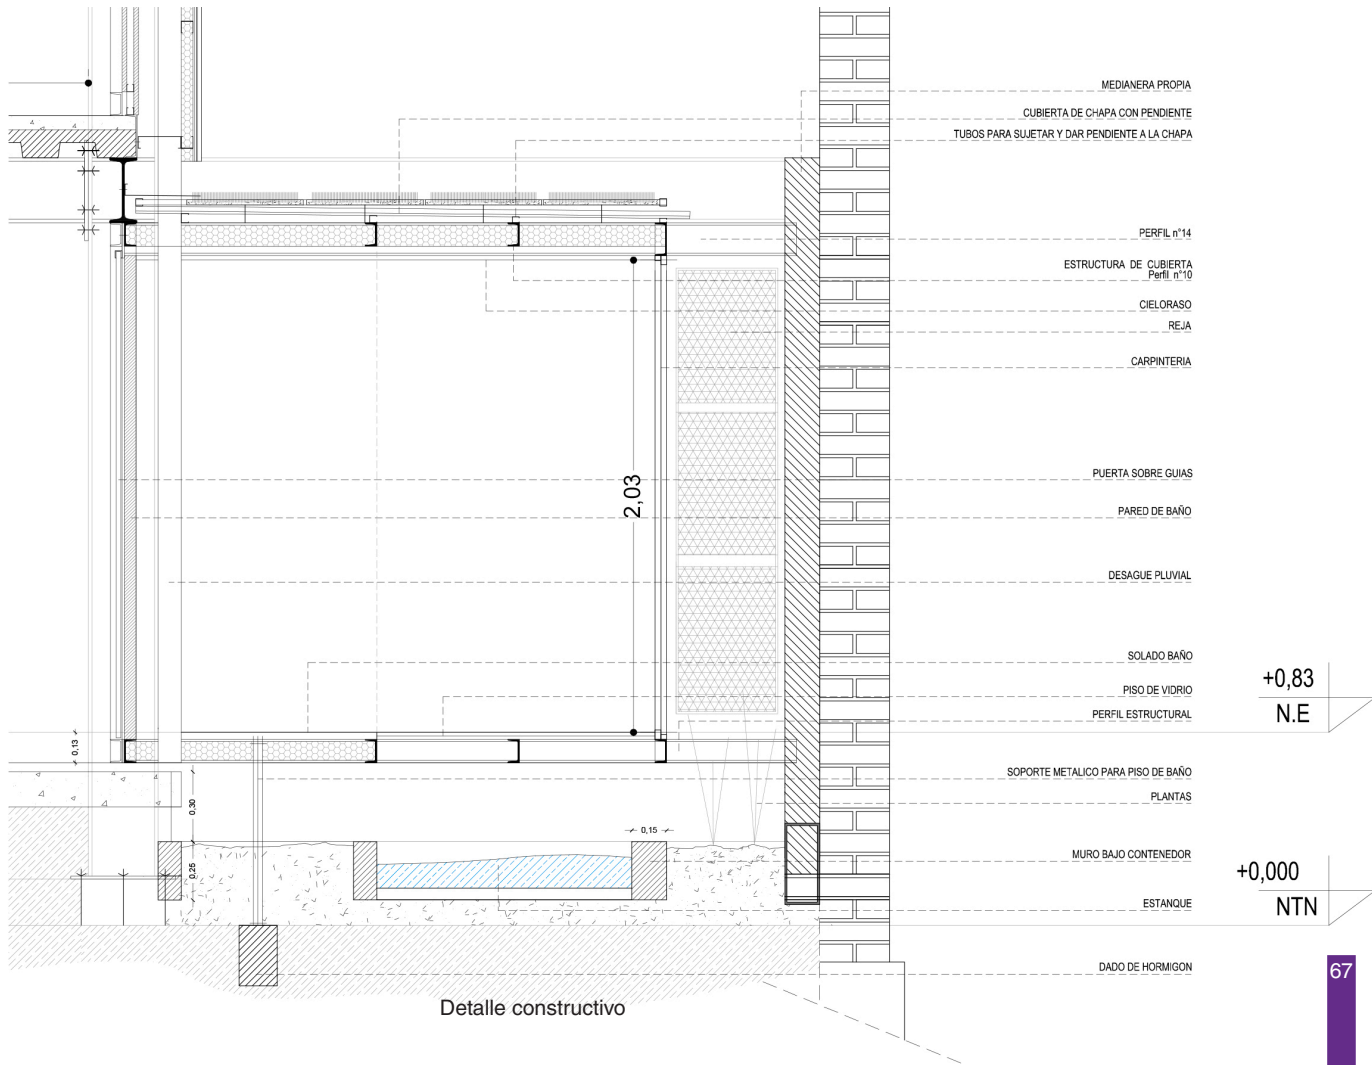 MEDIANERA PROPIA
CUBIERTA DE CHAPA CON PENDIENTE
TUBOS PARA SUJETAR Y DAR PENDIENTE A LA CHAPA
PERFIL n°14
ESTRUCTURA DE CUBIERTA
Perfil n°10
CIELORASO
REJA
CARPINTERIA
PUERTA SOBRE GUIAS
2,03
PARED DE BAÑO
DESAGUE PLUVIAL
SOLADO BAÑO
PISO DE VIDRIO
PERFIL ESTRUCTURAL
+0,83
N.E
0,13
SOPORTE METALICO PARA PISO DE BAÑO
PLANTAS
0,30
0,15
MURO BAJO CONTENEDOR
0,25
ESTANQUE
+0,000
NTN
DADO DE HORMIGON
67
Detalle constructivo